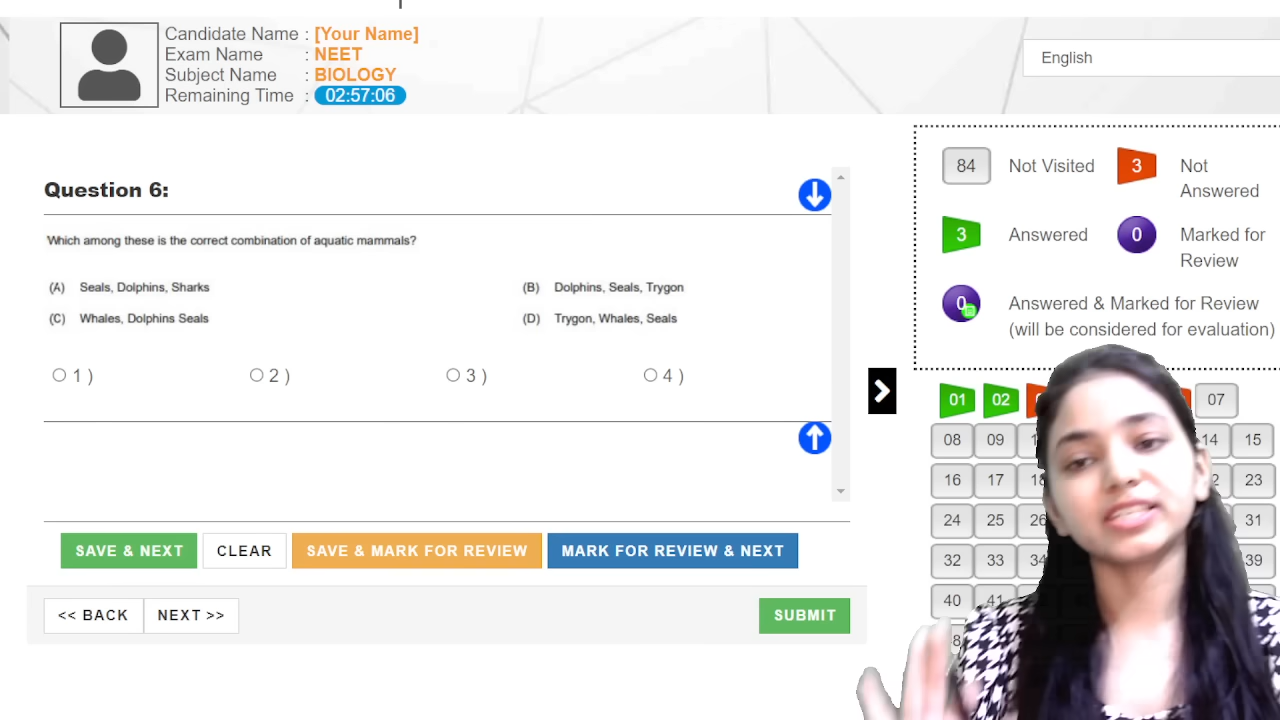 Candidate Name : [Your Name]
Exam Name : NEET
Subject Name : BIOLOGY
Remaining Time : 02:57:06
English
84 Not Visited 3 Not Answered
3 Answered 0 Marked for Review
0 Answered & Marked for Review
(will be considered for evaluation)
Question 6:
Which among these is the correct combination of aquatic mammals?
(A) Seals, Dolphins, Sharks (B) Dolphins, Seals, Trygon
(C) Whales, Dolphins Seals (D) Trygon, Whales, Seals
1 ) 2 ) 3 ) 4 )
01 02 07
08 09 14 15
16 17 18 23
24 25 26 31
32 33 34 39
40 41
SAVE & NEXT CLEAR SAVE & MARK FOR REVIEW MARK FOR REVIEW & NEXT
<< BACK NEXT >> SUBMIT